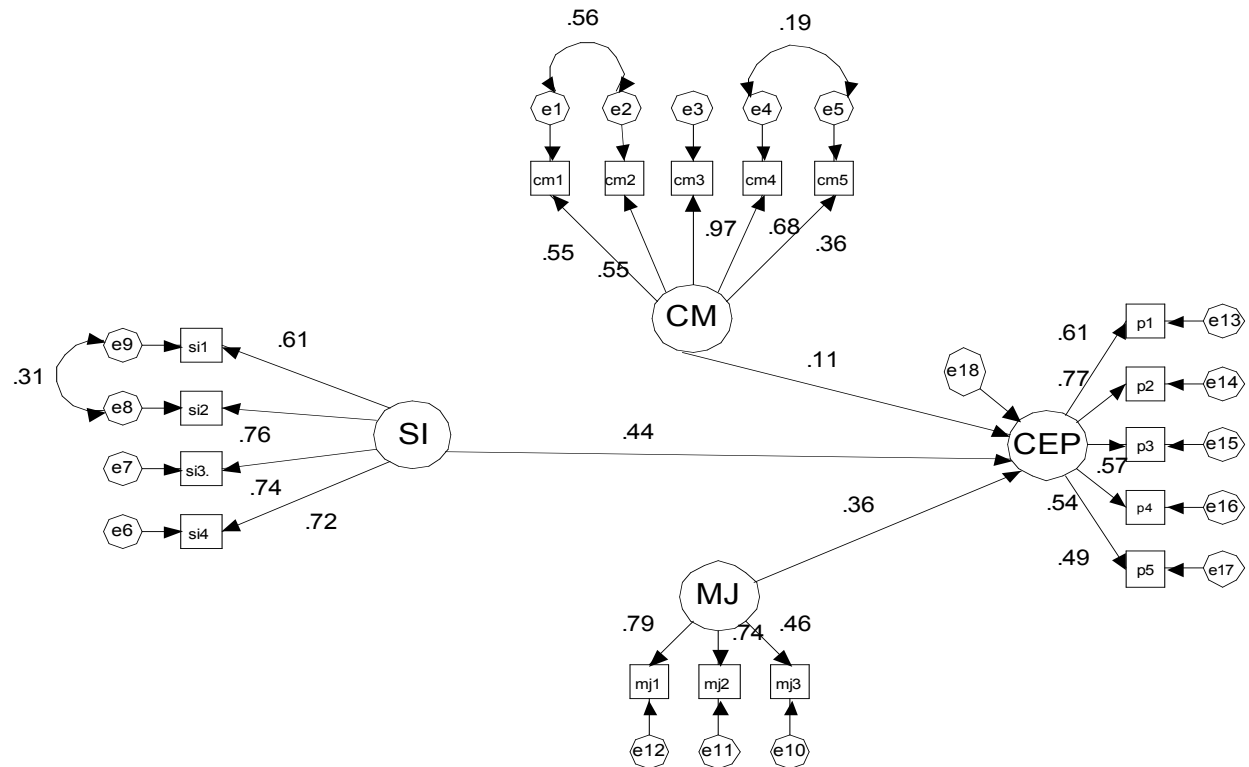 .56 .19
e1 e2 e3 e4 e5
cm1 cm2 cm3 cm4 cm5
.55 .55 .97 .68 .36
CM
.11
e9 si1 .61
.31
e8 si2 .76
e7 si3. .74
e6 si4 .72
SI
.44
e18
CEP
.61 p1 e13
.77 p2 e14
p3 e15
.57
p4 e16
.54
.49 p5 e17
.36
MJ
.79 .74 .46
mj1 mj2 mj3
e12 e11 e10